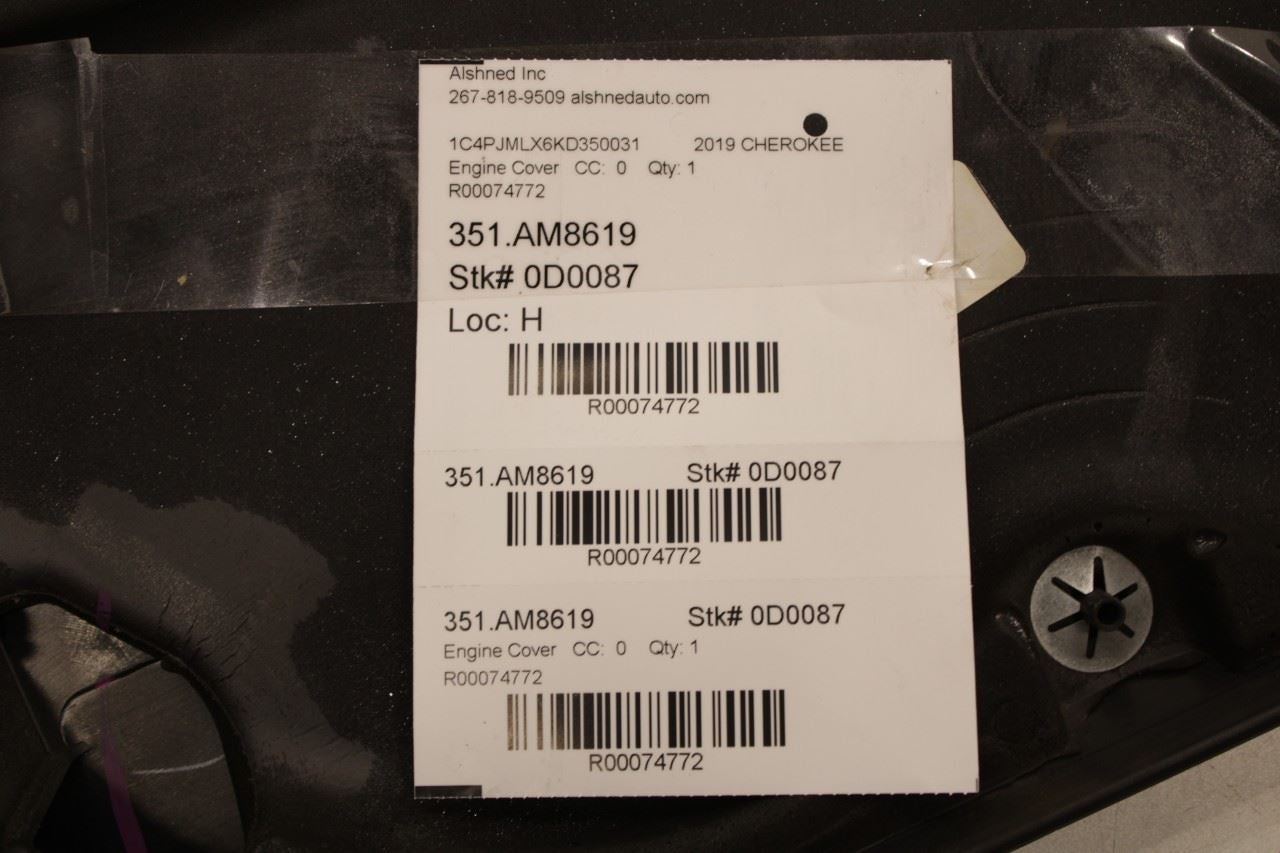 Alshned Inc
267-818-9509 alshnedauto.com
1C4PJMLX6KD350031 2019 CHEROKEE
Engine Cover CC: 0 Qty: 1
R00074772
351.AM8619
Stk# 0D0087
Loc: H
R00074772
351.AM8619 Stk# 0D0087
R00074772
351.AM8619 Stk# 0D0087
Engine Cover CC: 0 Qty: 1
R00074772
R00074772